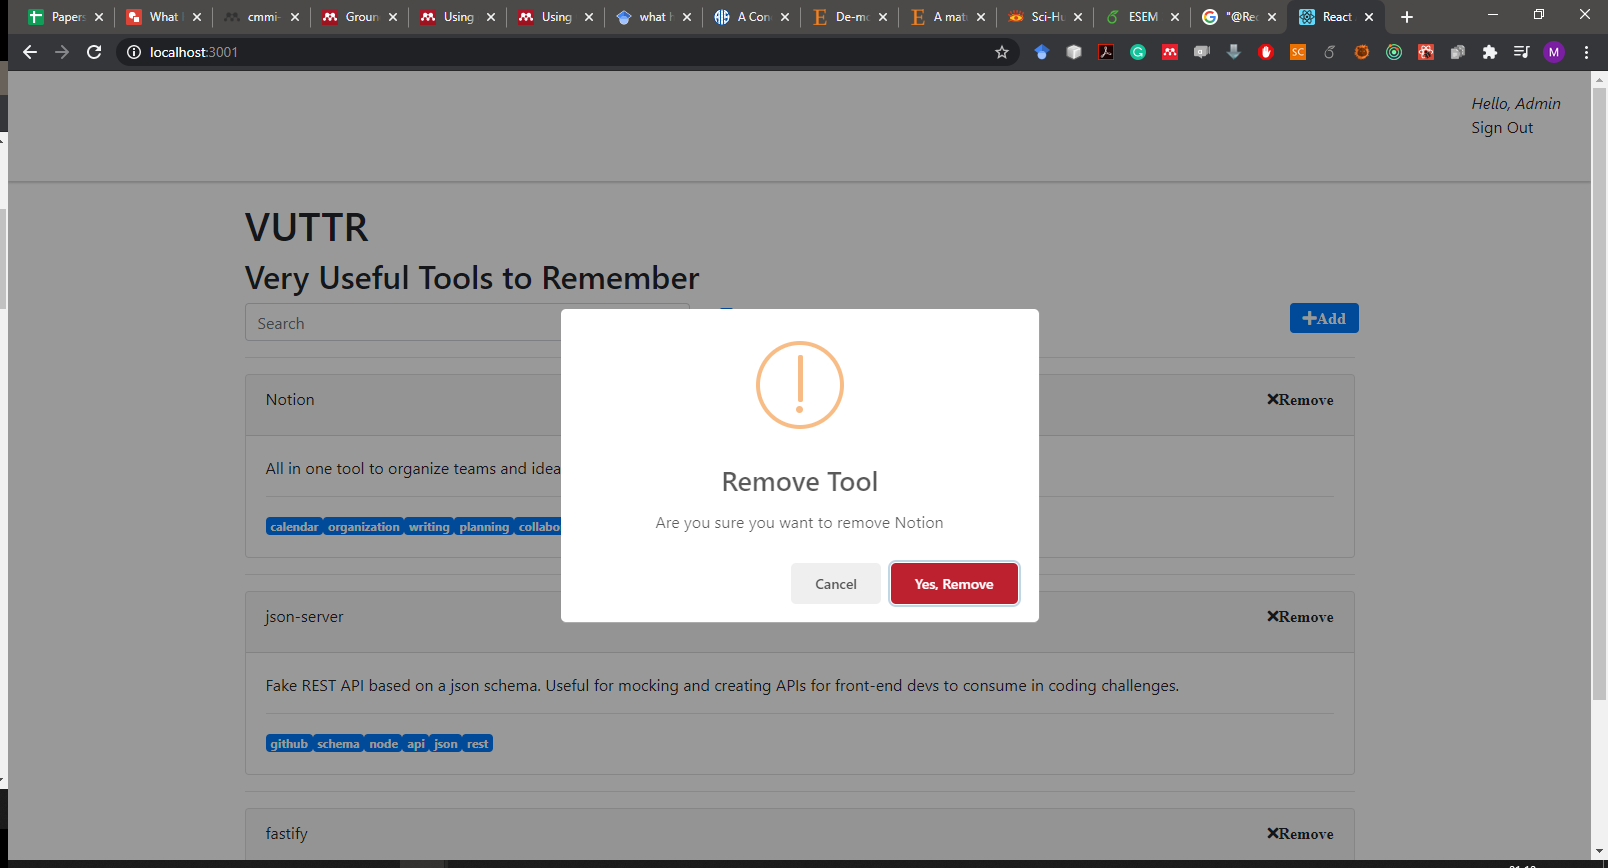 Papers
What
cmmi-
Groun
Using
Using
what h
A Con
De-mo
A mat
Sci-Hu
ESEM
"@Rec
React
localhost:3001
Hello, Admin
Sign Out
VUTTR
Very Useful Tools to Remember
Search
Add
Notion
Remove
All in one tool to organize teams and idea
calendar organization writing planning collabo
Remove Tool
Are you sure you want to remove Notion
Cancel
Yes, Remove
json-server
Remove
Fake REST API based on a json schema. Useful for mocking and creating APIs for front-end devs to consume in coding challenges.
github schema node api json rest
fastify
Remove